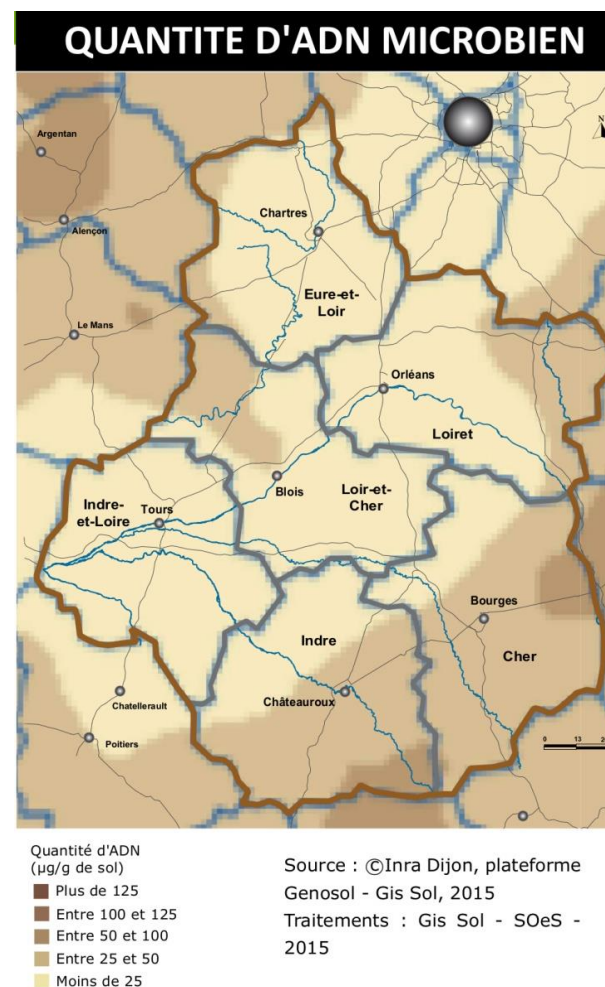 QUANTITE D'ADN MICROBIEN
Argentan
N
Chartres
Alençon
Eure-et-
Loir
Le Mans
Orléans
Loiret
Blois
Loir-et-
Cher
Indre-
et-Loire
Tours
Bourges
Indre
Cher
Châteauroux
Chatellerault
Poitiers
0 13
Quantité d'ADN
(µg/g de sol)
Plus de 125
Entre 100 et 125
Entre 50 et 100
Entre 25 et 50
Moins de 25
Source : ©Inra Dijon, plateforme
Genosol - Gis Sol, 2015
Traitements : Gis Sol - SOeS -
2015